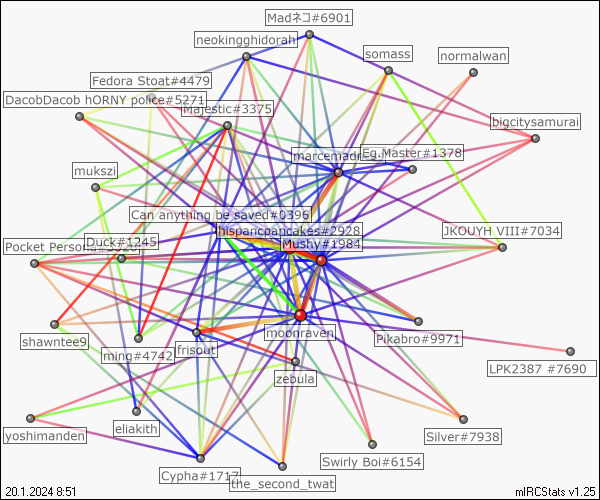 Madネコ#6901
neokingghidorah
somass
normalwan
Fedora Stoat#4479
DacobDacob hORNY police#5271
Majestic#3375
bigcitysamurai
Eg.Master#1378
mukszi
Can anything be saved#0396
hispancpancakes#2928
JKOUYH VIII#7034
Duck#1245
Mushy#1984
Pocket
moonraven
shawntee9
ming#4742
frisout
Pikabro#9971
LPK2387 #7690
zebula
yoshimanden
eliakith
Silver#7938
Swirly Boi#6154
Cypha#1717
the_second_twat
20.1.2024 8:51
mIRCStats v1.25